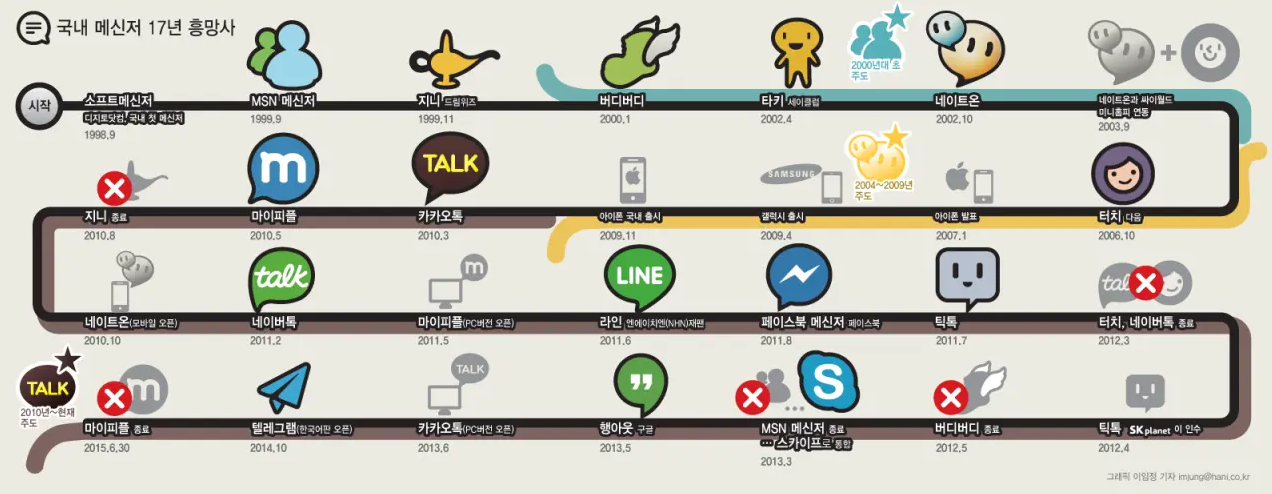 국내 메신저 17년 흥망사
시작
소프트메신저
디지토닷컴, 국내 첫 메신저
1998.9
MSN 메신저
1999.9
지니 드림위즈
1999.11
버디버디
2000.1
타키 세이클럽
2002.4
2000년대 초
주도
네이트온
2002.10
네이트온과 싸이월드
미니홈피 연동
2003.9
지니 종료
2010.8
m
마이피플
2010.5
TALK
카카오톡
2010.3
아이폰 국내 출시
2009.11
SAMSUNG
갤럭시 출시
2009.4
2004~2009년
주도
아이폰 발표
2007.1
터치 다음
2006.10
네이트온(모바일 오픈)
2010.10
talk
네이버톡
2011.2
m
마이피플(PC버전 오픈)
2011.5
LINE
라인 엔에이치엔(NHN)재팬
2011.6
페이스북 메신저 페이스북
2011.8
틱톡
2011.7
talk
터치, 네이버톡 종료
2012.3
TALK
2010년~현재
주도
m
마이피플 종료
2015.6.30
텔레그램(한국어판 오픈)
2014.10
TALK
카카오톡(PC버전 오픈)
2013.6
행아웃 구글
2013.5
S
MSN 메신저 종료
··· 스카이프로 통합
2013.3
버디버디 종료
2012.5
틱톡 SK planet 이 인수
2012.4
그래픽 이임정 기자 imjung@hani.co.kr